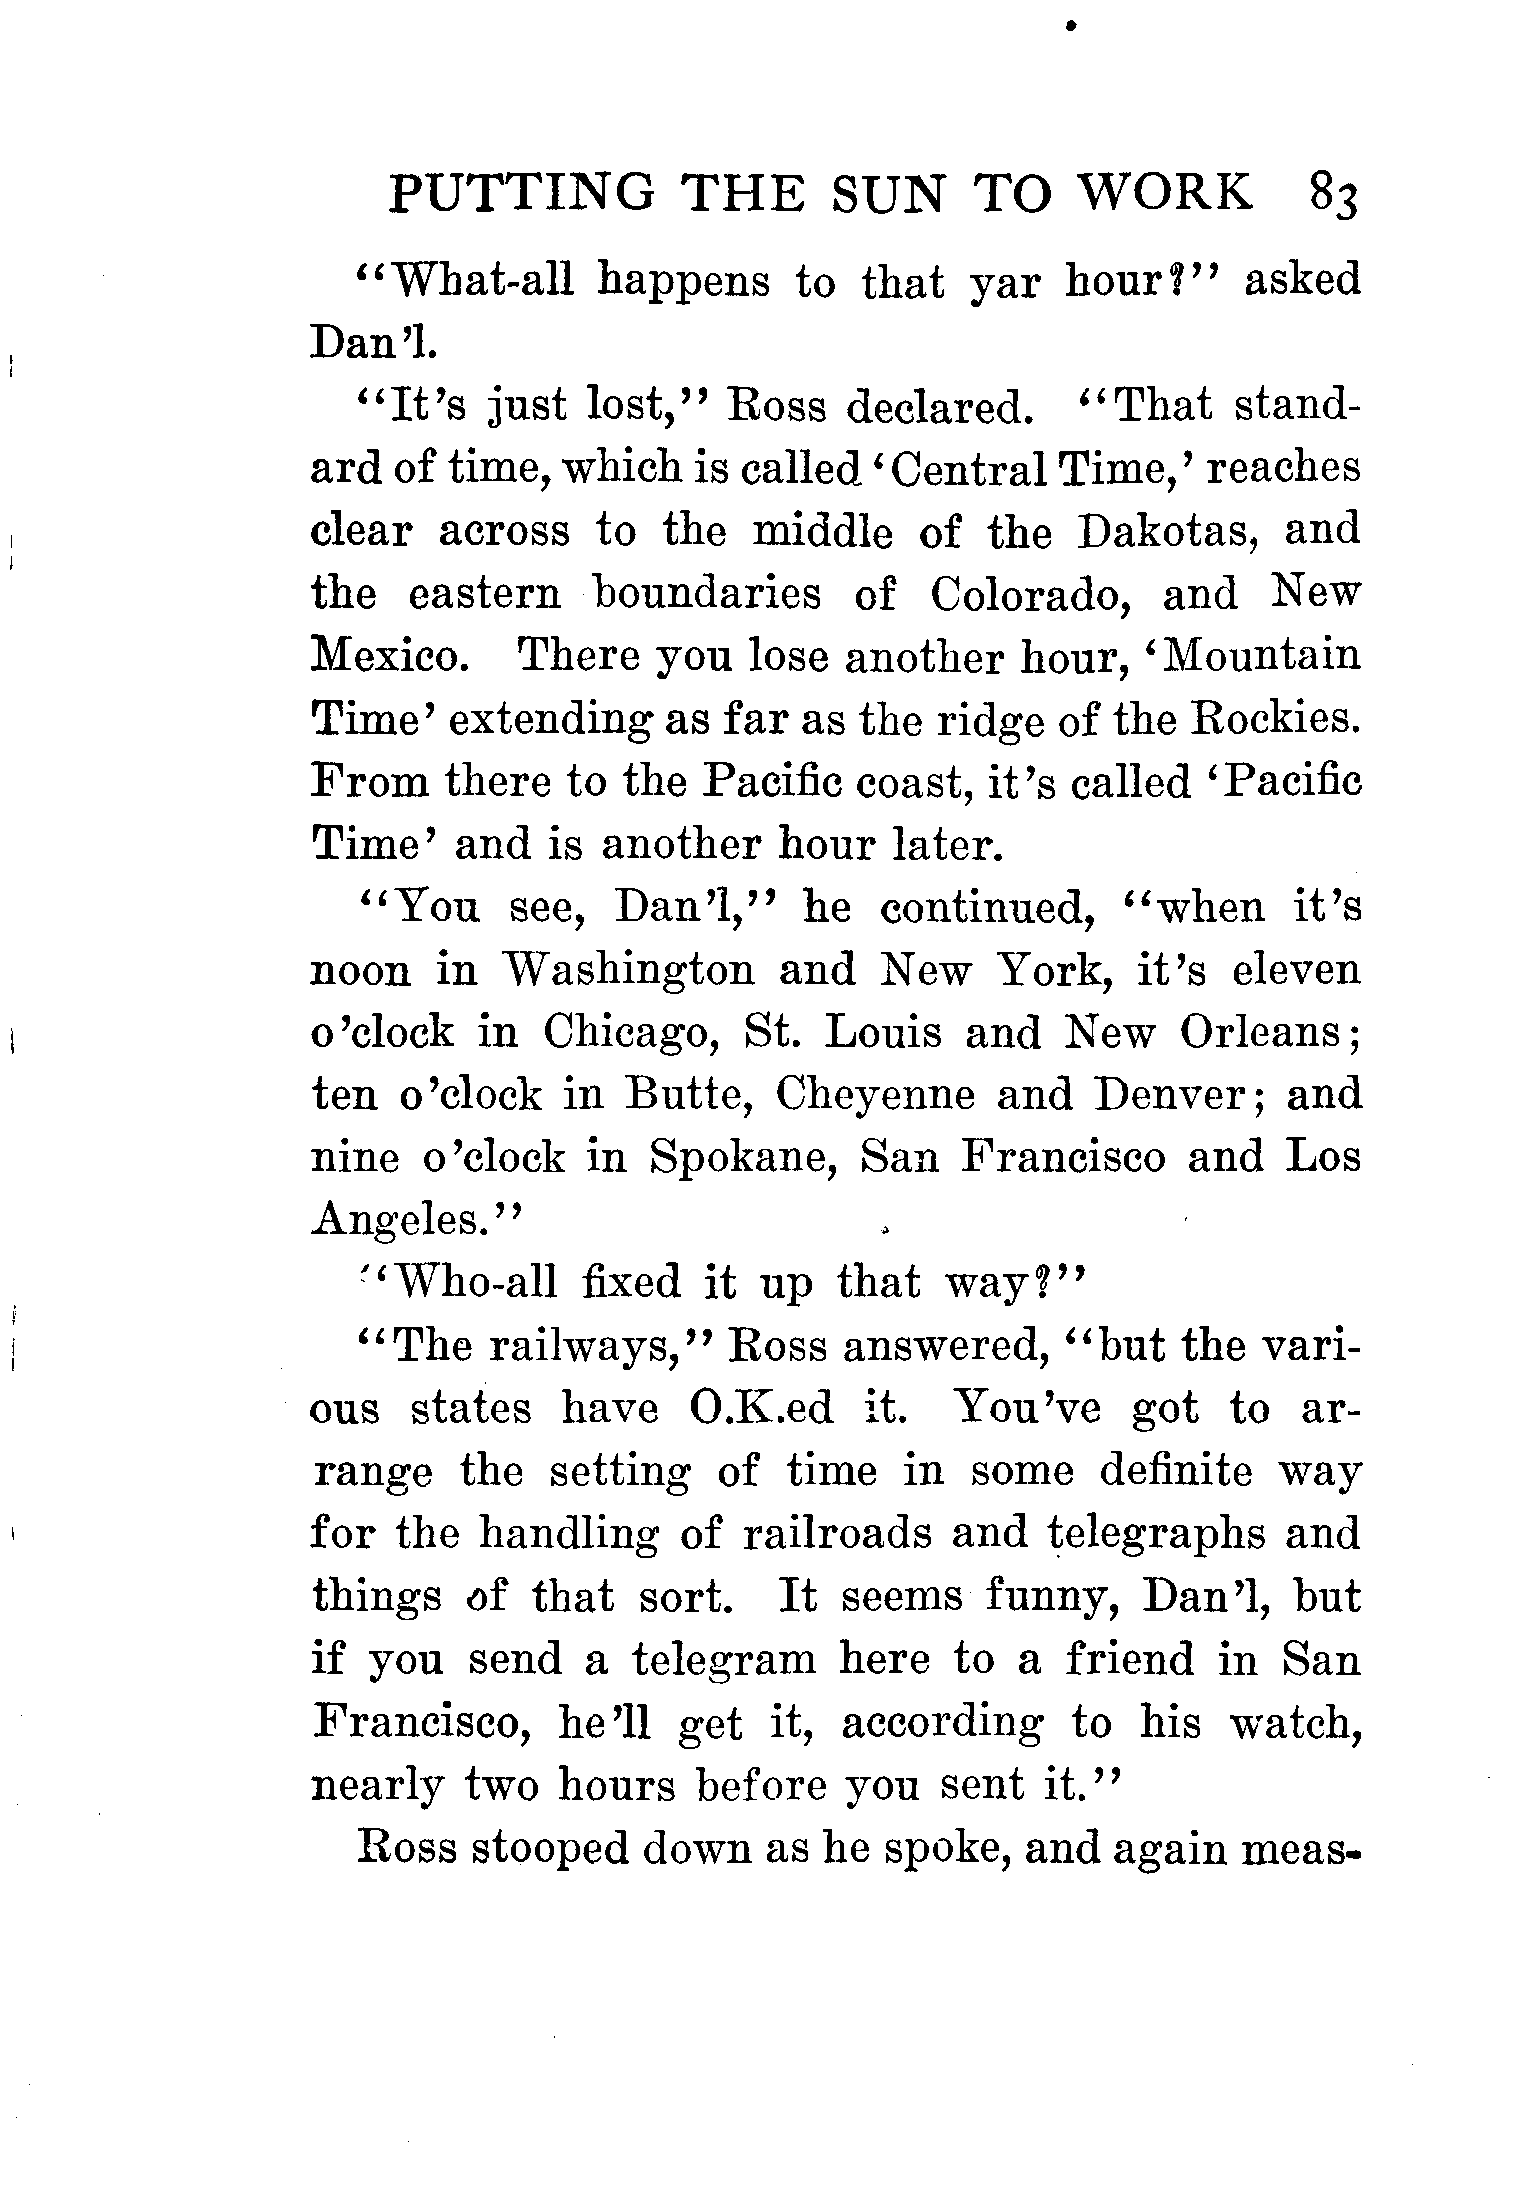 PUTTING THE SUN TO WORK 83
"What-all happens to that yar hour?" asked
Dan'l.
"It's just lost," Ross declared. "That stand-
ard of time, which is called 'Central Time,' reaches
clear across to the middle of the Dakotas, and
the eastern boundaries of Colorado, and New
Mexico. There you lose another hour, 'Mountain
Time' extending as far as the ridge of the Rockies.
From there to the Pacific coast, it's called 'Pacific
Time' and is another hour later.
"You see, Dan'l," he continued, "when it's
noon in Washington and New York, it's eleven
o'clock in Chicago, St. Louis and New Orleans;
ten o'clock in Butte, Cheyenne and Denver; and
nine o'clock in Spokane, San Francisco and Los
Angeles."
"Who-all fixed it up that way?"
"The railways," Ross answered, "but the vari-
ous states have O.K.ed it. You've got to ar-
range the setting of time in some definite way
for the handling of railroads and telegraphs and
things of that sort. It seems funny, Dan'l, but
if you send a telegram here to a friend in San
Francisco, he'll get it, according to his watch,
nearly two hours before you sent it."
Ross stooped down as he spoke, and again meas-